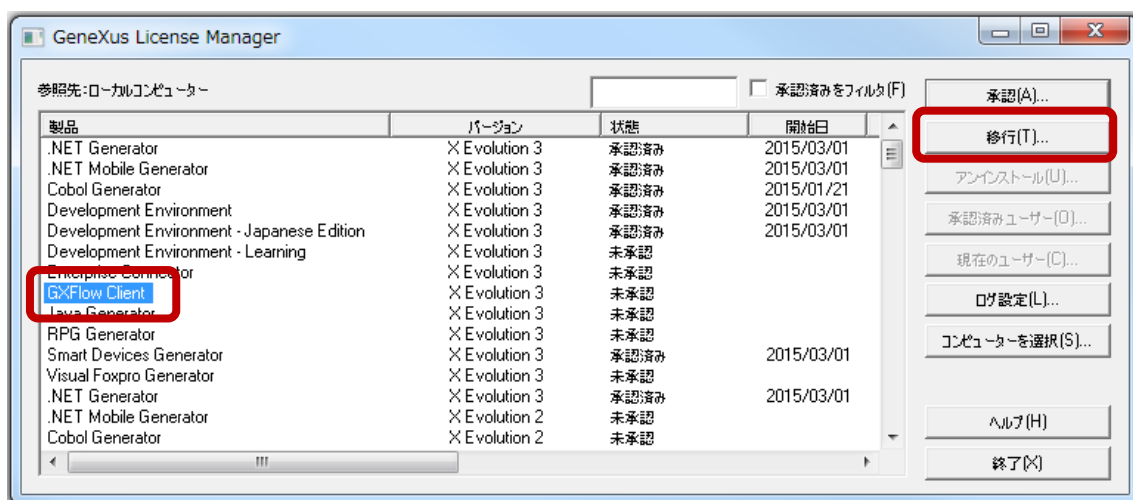 GeneXus License Manager
参照先:ローカルコンピューター
承認済みをフィルタ(F)
製品 バージョン 状態 開始日
.NET Generator X Evolution 3 承認済み 2015/03/01
.NET Mobile Generator X Evolution 3 承認済み 2015/03/01
Cobol Generator X Evolution 3 承認済み 2015/01/21
Development Environment X Evolution 3 承認済み 2015/03/01
Development Environment - Japanese Edition X Evolution 3 承認済み 2015/03/01
Development Environment - Learning X Evolution 3 未承認
Enterprise Connector X Evolution 3 未承認
GXFlow Client X Evolution 3 未承認
Java Generator X Evolution 3 未承認
RPG Generator X Evolution 3 未承認
Smart Devices Generator X Evolution 3 承認済み 2015/03/01
Visual Foxpro Generator X Evolution 3 未承認
.NET Generator X Evolution 3 承認済み 2015/03/01
.NET Mobile Generator X Evolution 2 未承認
Cobol Generator X Evolution 2 未承認
承認(A)...
移行(T)...
アンインストール(U)...
承認済みユーザー(O)...
現在のユーザー(C)...
ログ設定(L)...
コンピューターを選択(S)...
ヘルプ(H)
終了(X)